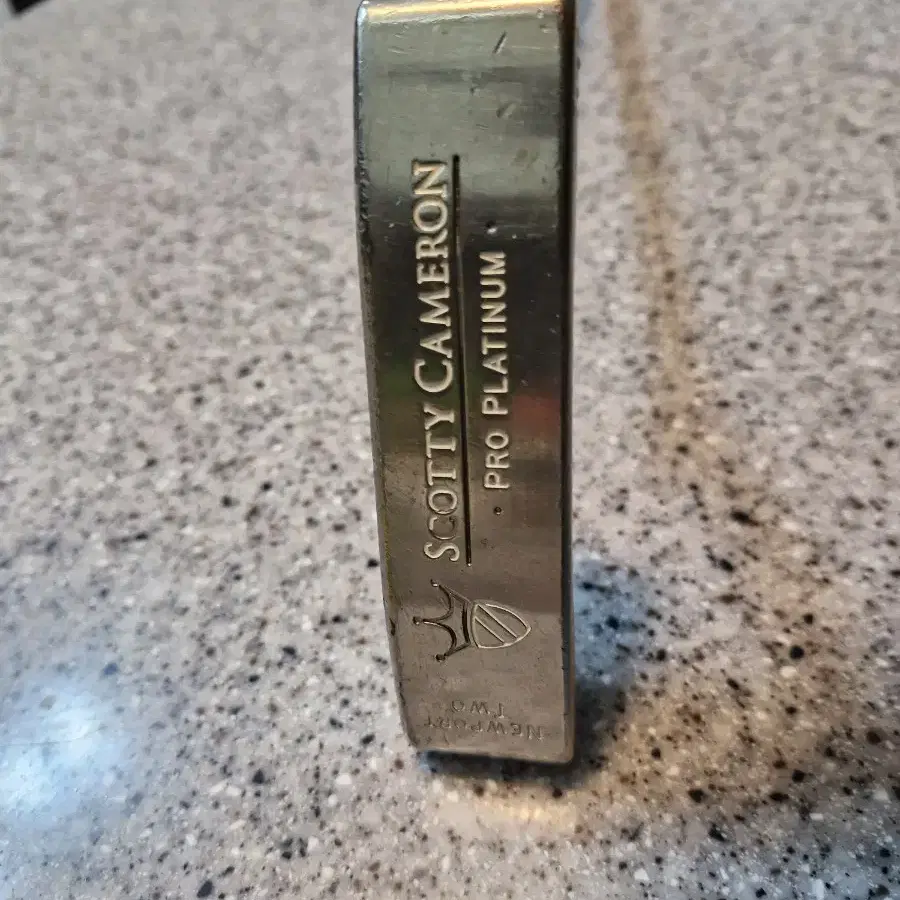 SCOTTY CAMERON
· PRO PLATINUM ·
NEWPORT
TWO